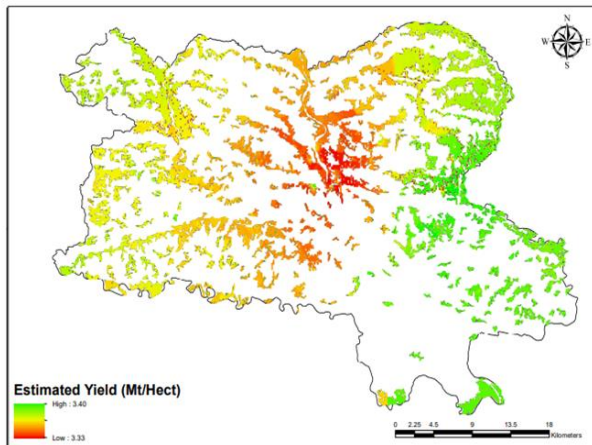 N
W E
S
Estimated Yield (Mt/Hect)
High : 3.40
Low : 3.33
0 2.25 4.5 9 13.5 18
Kilometers